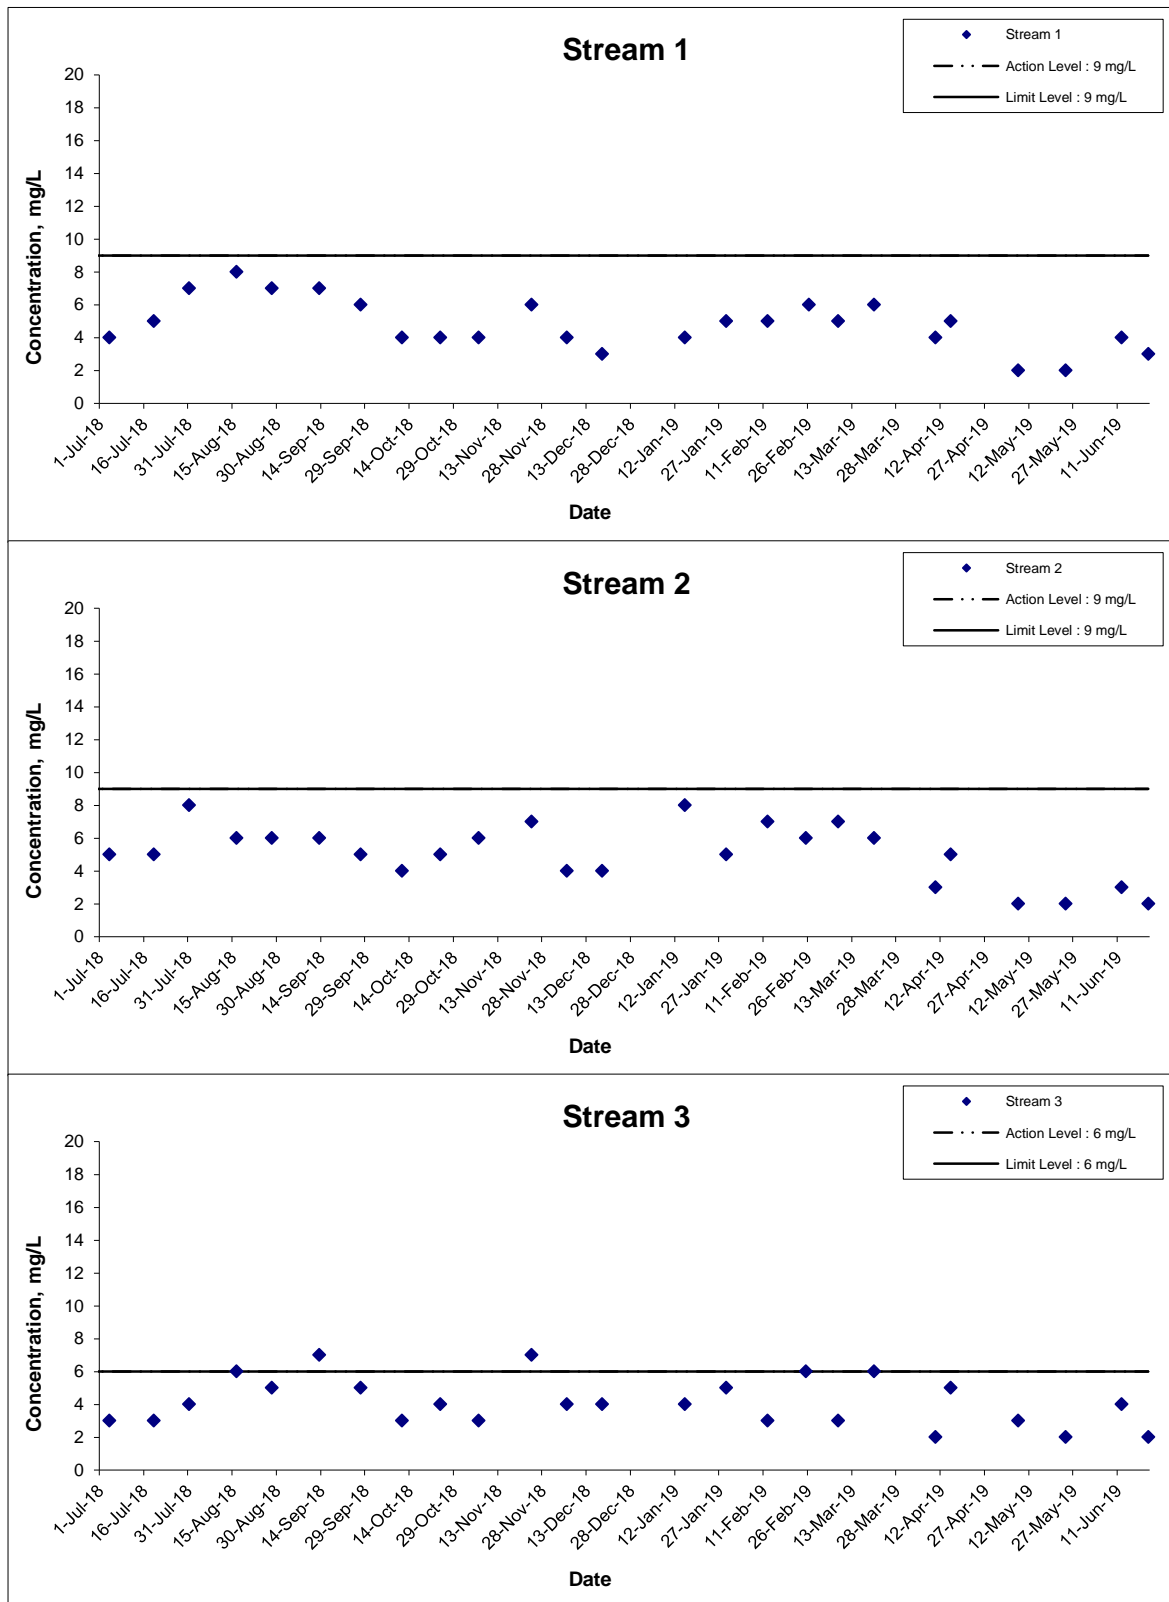 Stream 1
Stream 1
Action Level : 9 mg/L
Limit Level : 9 mg/L
Concentration, mg/L
20
18
16
14
12
10
8
6
4
2
0
1-Jul-18
16-Jul-18
31-Jul-18
15-Aug-18
30-Aug-18
14-Sep-18
29-Sep-18
14-Oct-18
29-Oct-18
13-Nov-18
28-Nov-18
13-Dec-18
28-Dec-18
12-Jan-19
27-Jan-19
11-Feb-19
26-Feb-19
13-Mar-19
28-Mar-19
12-Apr-19
27-Apr-19
12-May-19
27-May-19
11-Jun-19
Date
Stream 2
Stream 2
Action Level : 9 mg/L
Limit Level : 9 mg/L
Concentration, mg/L
20
18
16
14
12
10
8
6
4
2
0
1-Jul-18
16-Jul-18
31-Jul-18
15-Aug-18
30-Aug-18
14-Sep-18
29-Sep-18
14-Oct-18
29-Oct-18
13-Nov-18
28-Nov-18
13-Dec-18
28-Dec-18
12-Jan-19
27-Jan-19
11-Feb-19
26-Feb-19
13-Mar-19
28-Mar-19
12-Apr-19
27-Apr-19
12-May-19
27-May-19
11-Jun-19
Date
Stream 3
Stream 3
Action Level : 6 mg/L
Limit Level : 6 mg/L
Concentration, mg/L
20
18
16
14
12
10
8
6
4
2
0
1-Jul-18
16-Jul-18
31-Jul-18
15-Aug-18
30-Aug-18
14-Sep-18
29-Sep-18
14-Oct-18
29-Oct-18
13-Nov-18
28-Nov-18
13-Dec-18
28-Dec-18
12-Jan-19
27-Jan-19
11-Feb-19
26-Feb-19
13-Mar-19
28-Mar-19
12-Apr-19
27-Apr-19
12-May-19
27-May-19
11-Jun-19
Date